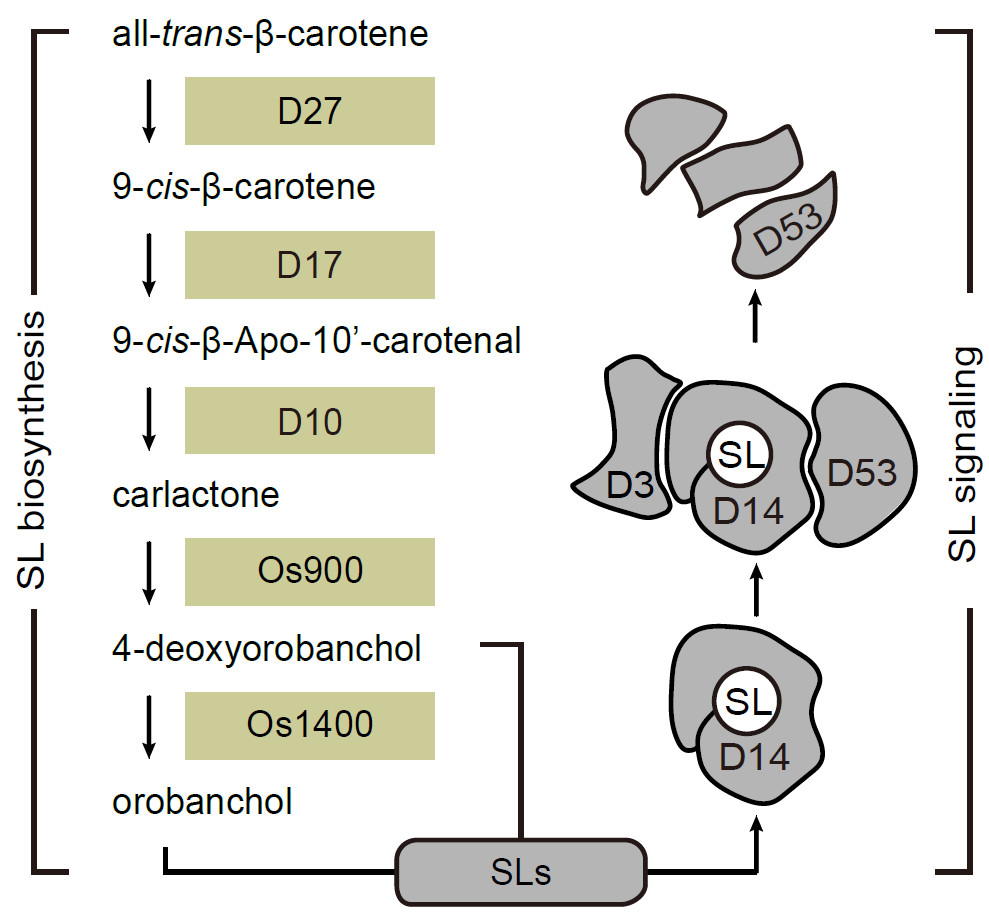 SL biosynthesis
all-trans-β-carotene
D27
9-cis-β-carotene
D17
9-cis-β-Apo-10’-carotenal
D10
carlactone
Os900
4-deoxyorobanchol
Os1400
orobanchol
SLs
SL
D14
D3
SL
D14
D53
D53
SL signaling